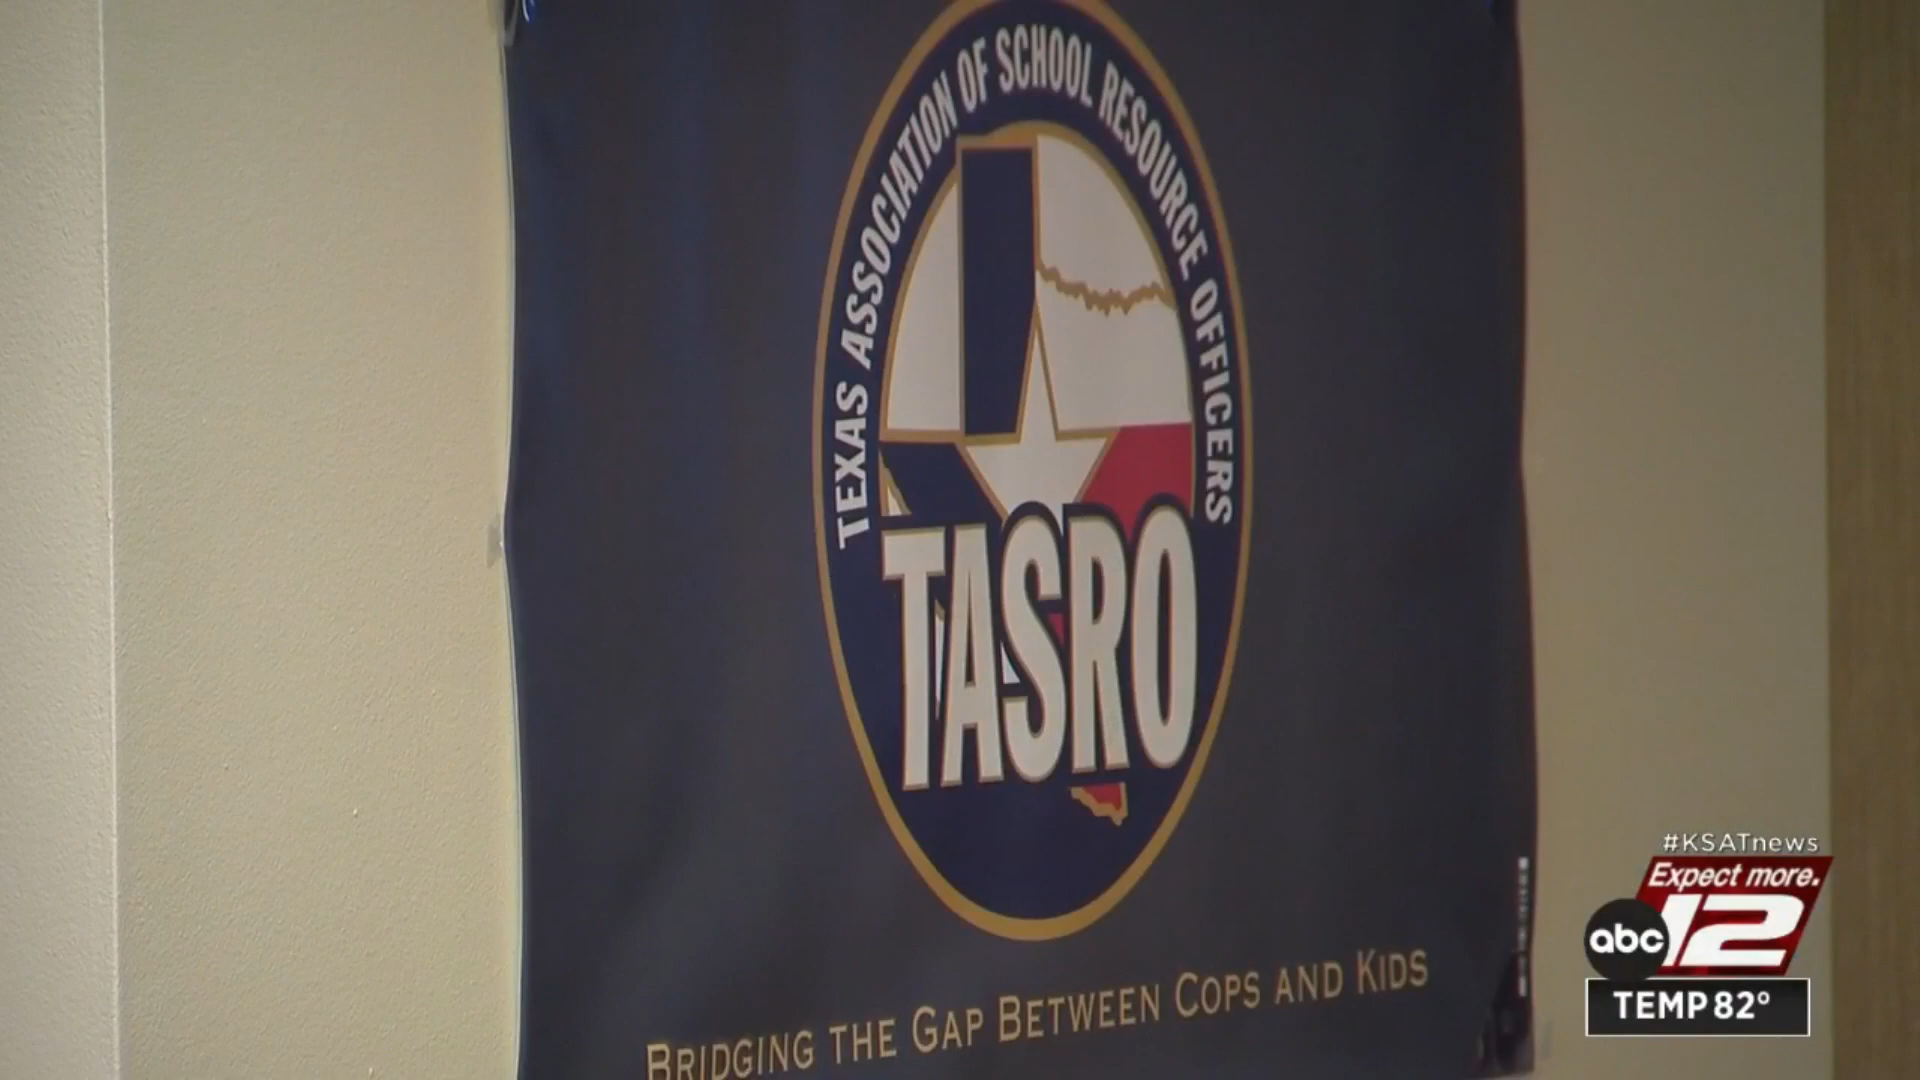 TEXAS ASSOCIATION OF SCHOOL RESOURCE OFFICERS
TASRO
BRIDGING THE GAP BETWEEN COPS AND KIDS
#KSATnews
Expect more.
abc 12
TEMP 82°